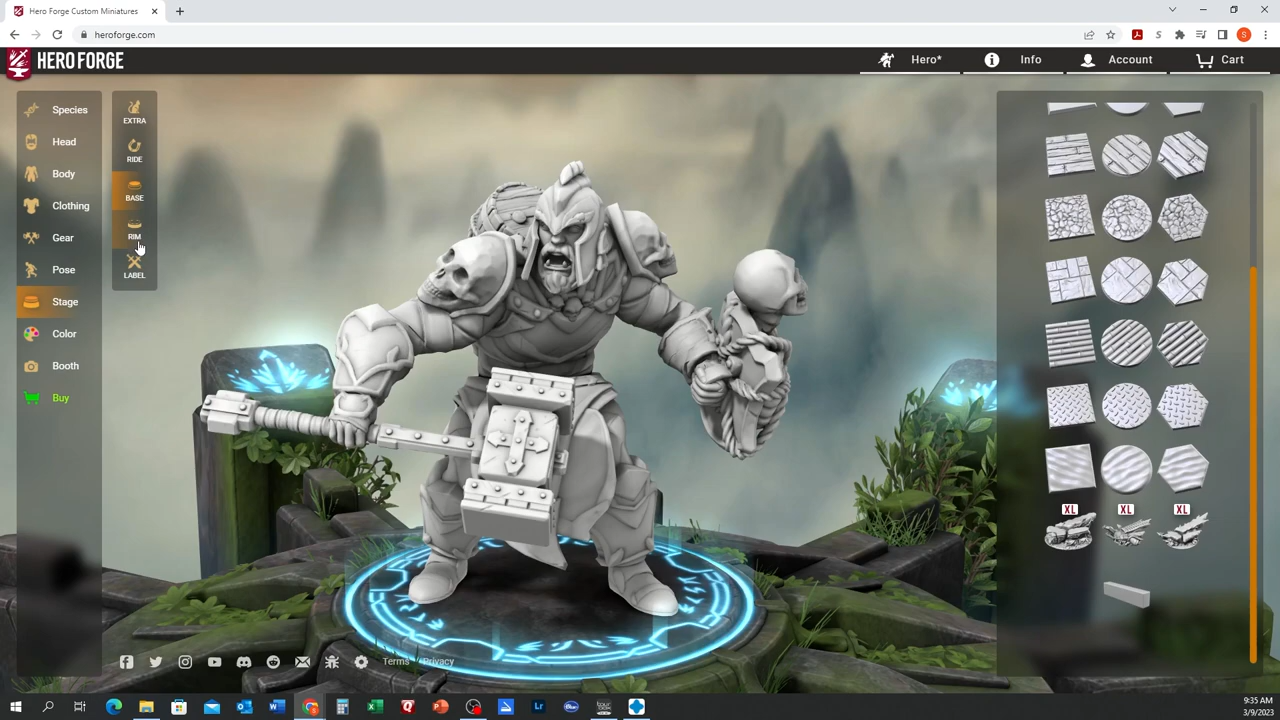 Hero Forge Custom Miniatures
heroforge.com
S
HERO FORGE
Hero*
Info
Account
Cart
Species
Head
Body
Clothing
Gear
Pose
Stage
Color
Booth
Buy
EXTRA
RIDE
BASE
RIM
LABEL
XL XL XL
Terms Privacy
9:35 AM
3/9/2023